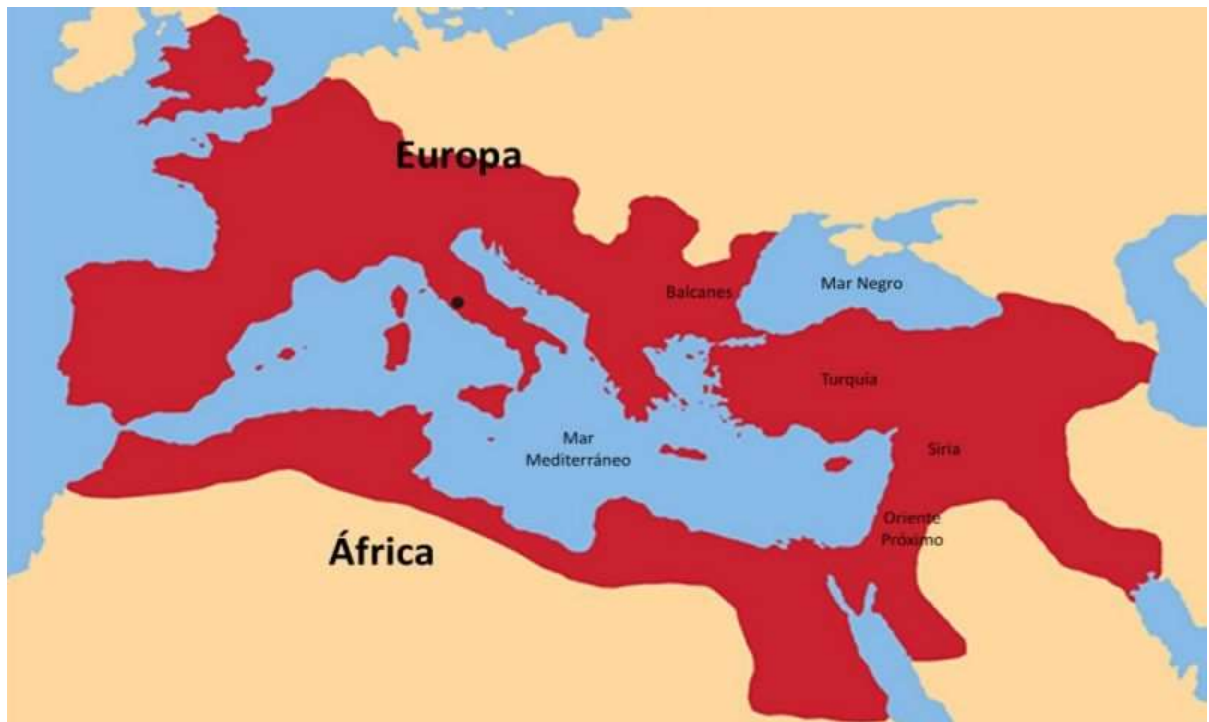 Europa
Balcanes
Mar Negro
Turquía
Mar
Mediterráneo
Siria
Oriente
Próximo
África